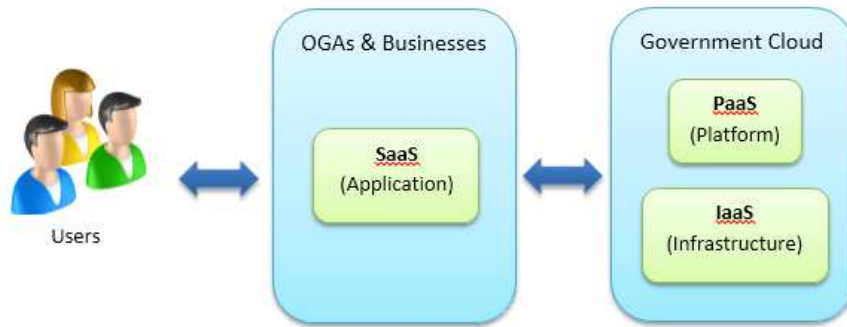 Users
OGAs & Businesses
SaaS
(Application)
Government Cloud
PaaS
(Platform)
IaaS
(Infrastructure)